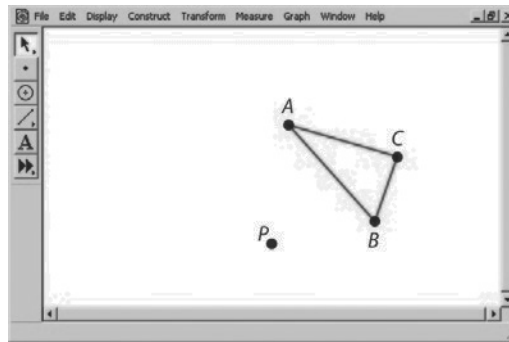 File Edit Display Construct Transform Measure Graph Window Help
A
A
C
P
B